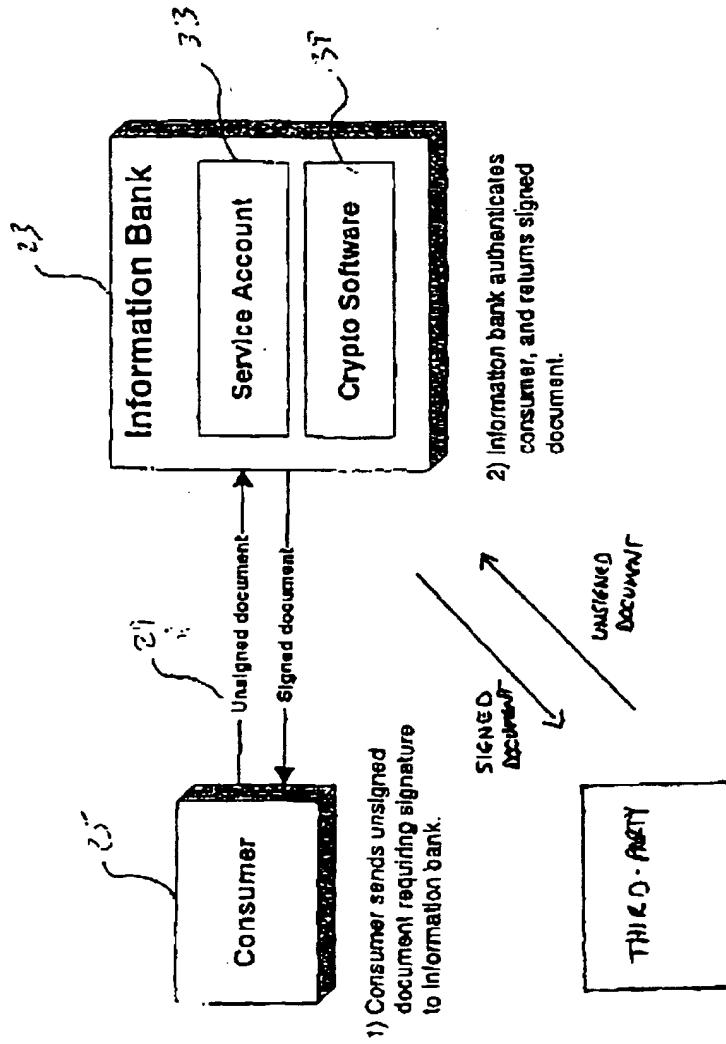 23
Information Bank
33
Service Account
Crypto Software
25
Consumer
Unsigned document
Signed document
1) Consumer sends unsigned
document requiring signature
to Information bank.
2) Information bank authenticates
consumer, and returns signed
document.
SIGNED
DOCUMENT
UNSIGNED
DOCUMENT
THIRD-PARTY